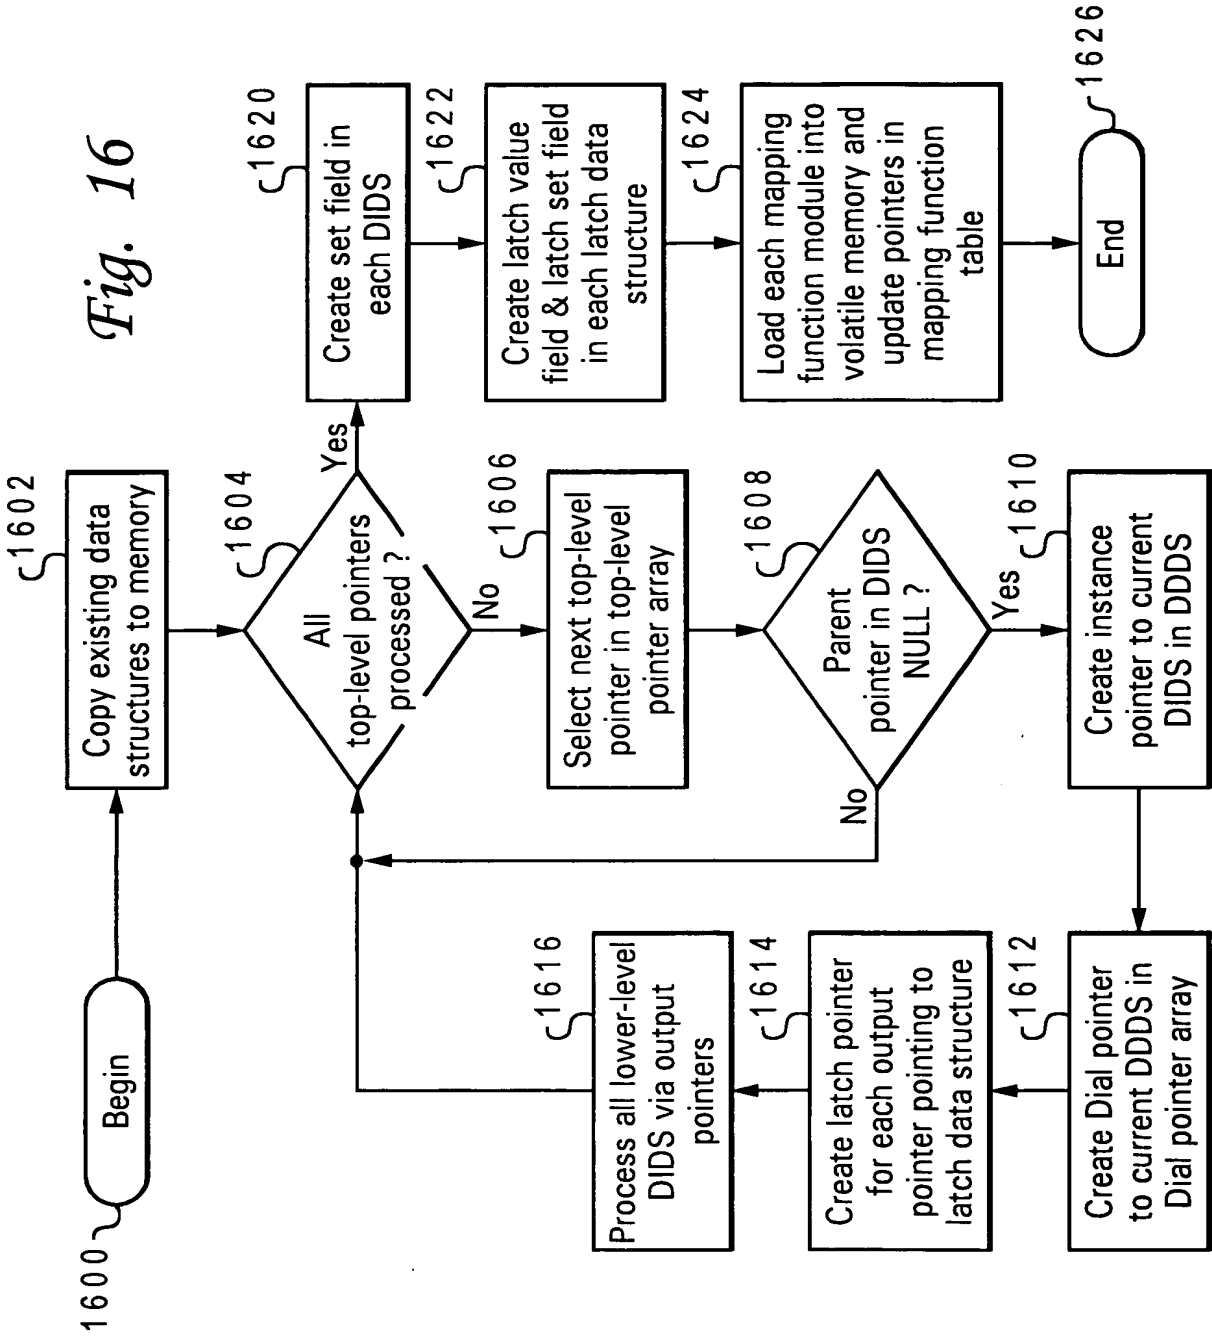 Fig. 16
1600
Begin
1602
Copy existing data
structures to memory
1604
All
top-level pointers
processed ?
Yes
No
1606
Select next top-level
pointer in top-level
pointer array
1608
Parent
pointer in DIDS
NULL ?
No
Yes
1610
Create instance
pointer to current
DIDS in DDDS
1612
Create Dial pointer
to current DDDS in
Dial pointer array
1614
Create latch pointer
for each output
pointer pointing to
latch data structure
1616
Process all lower-level
DIDS via output
pointers
1620
Create set field in
each DIDS
1622
Create latch value
field & latch set field
in each latch data
structure
1624
Load each mapping
function module into
volatile memory and
update pointers in
mapping function
table
End
1626